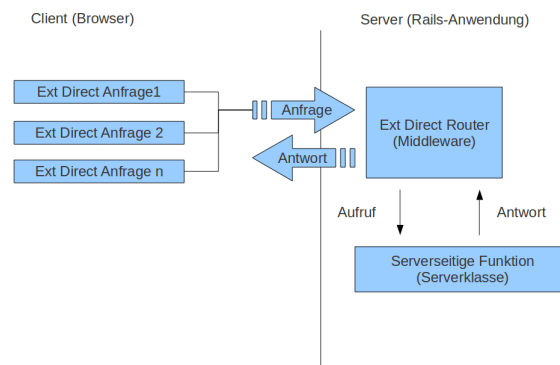 Client (Browser)
Server (Rails-Anwendung)
Ext Direct Anfrage1
Ext Direct Anfrage 2
Ext Direct Anfrage n
Anfrage
Antwort
Ext Direct Router
(Middleware)
Aufruf
Antwort
Serverseitige Funktion
(Serverklasse)